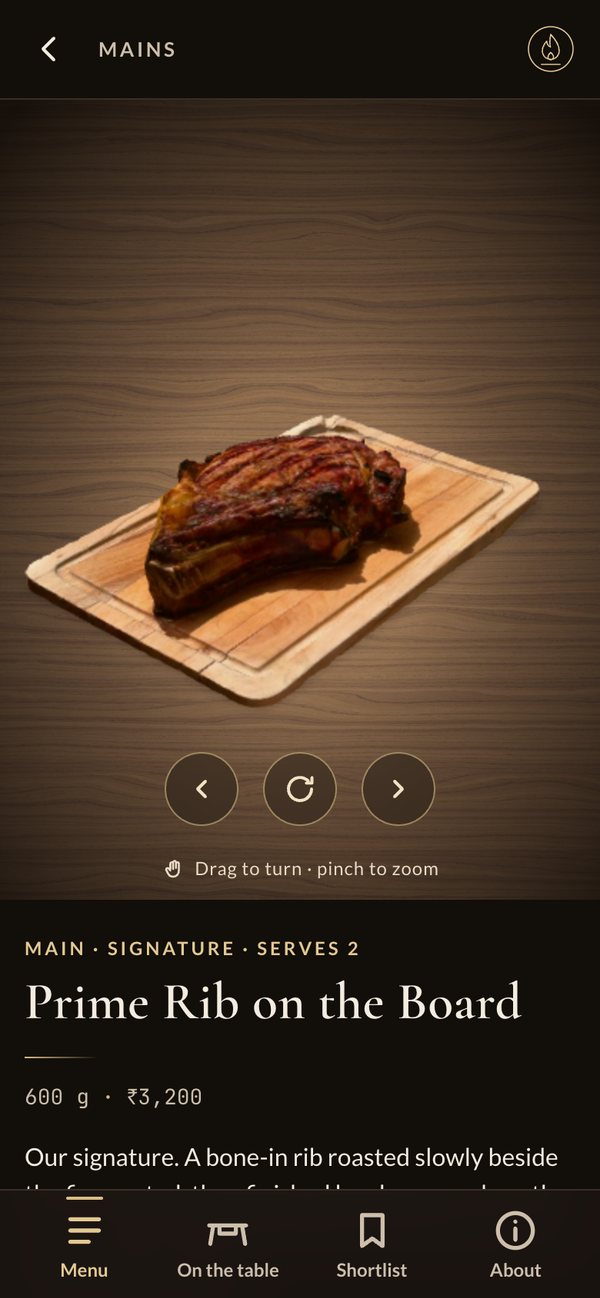 MAINS
Drag to turn · pinch to zoom
MAIN · SIGNATURE · SERVES 2
Prime Rib on the Board
600 g · ₹3,200
Our signature. A bone-in rib roasted slowly beside
Menu
On the table
Shortlist
About